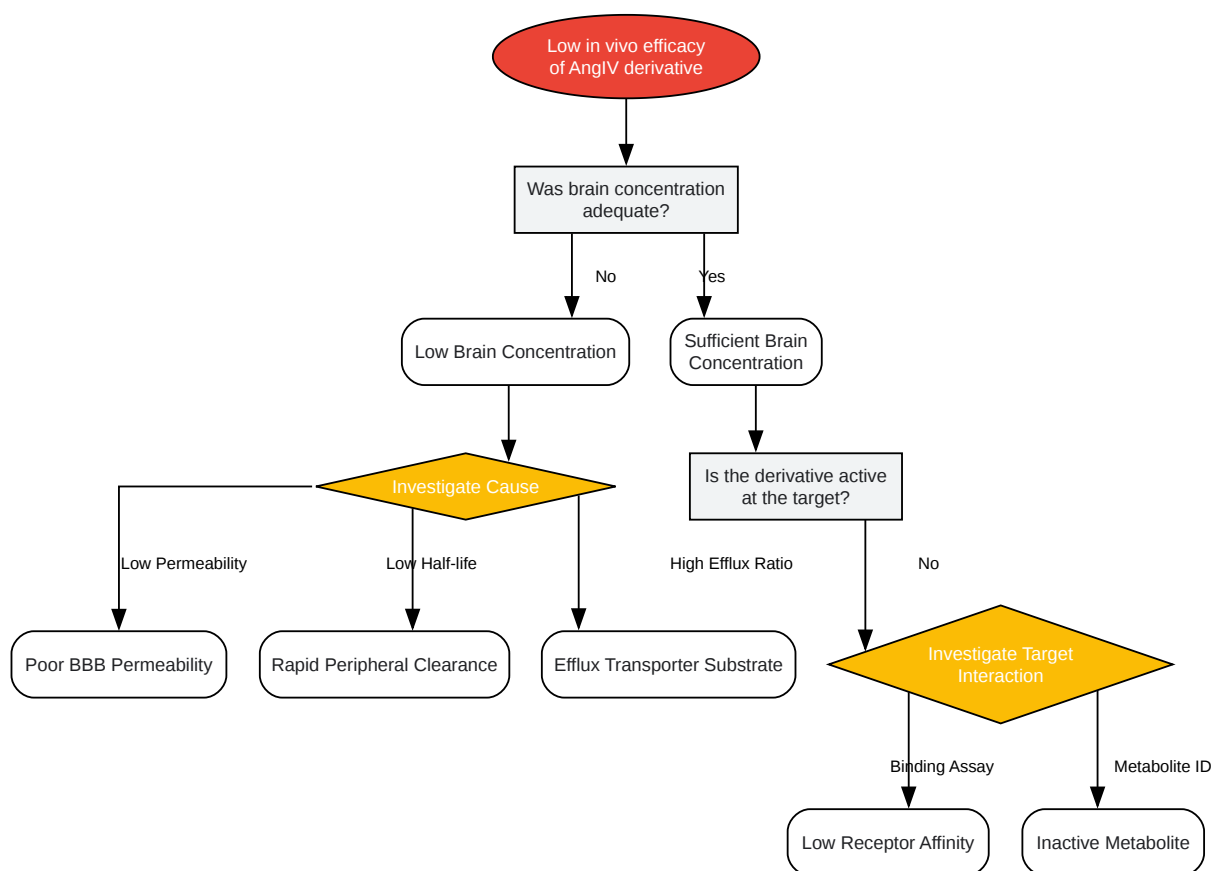 Low in vivo efficacy
of AngIV derivative
Was brain concentration
adequate?
No
Yes
Low Brain Concentration
Sufficient Brain
Concentration
Investigate Cause
Is the derivative active
at the target?
Low Permeability
Low Half-life
High Efflux Ratio
No
Poor BBB Permeability
Rapid Peripheral Clearance
Efflux Transporter Substrate
Investigate Target
Interaction
Binding Assay
Metabolite ID
Low Receptor Affinity
Inactive Metabolite